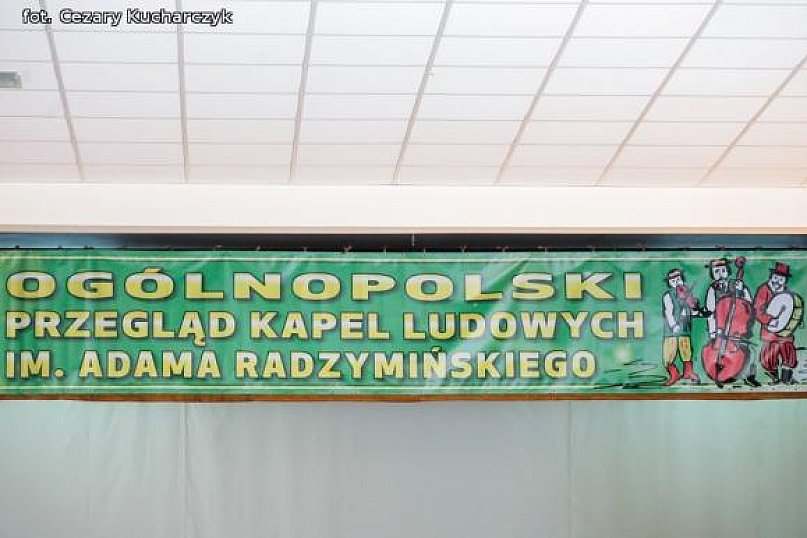 fot. Cezary Kucharczyk
OGÓLNOPOLSKI
PRZEGLĄD KAPEL LUDOWYCH
IM. ADAMA RADZYMIŃSKIEGO